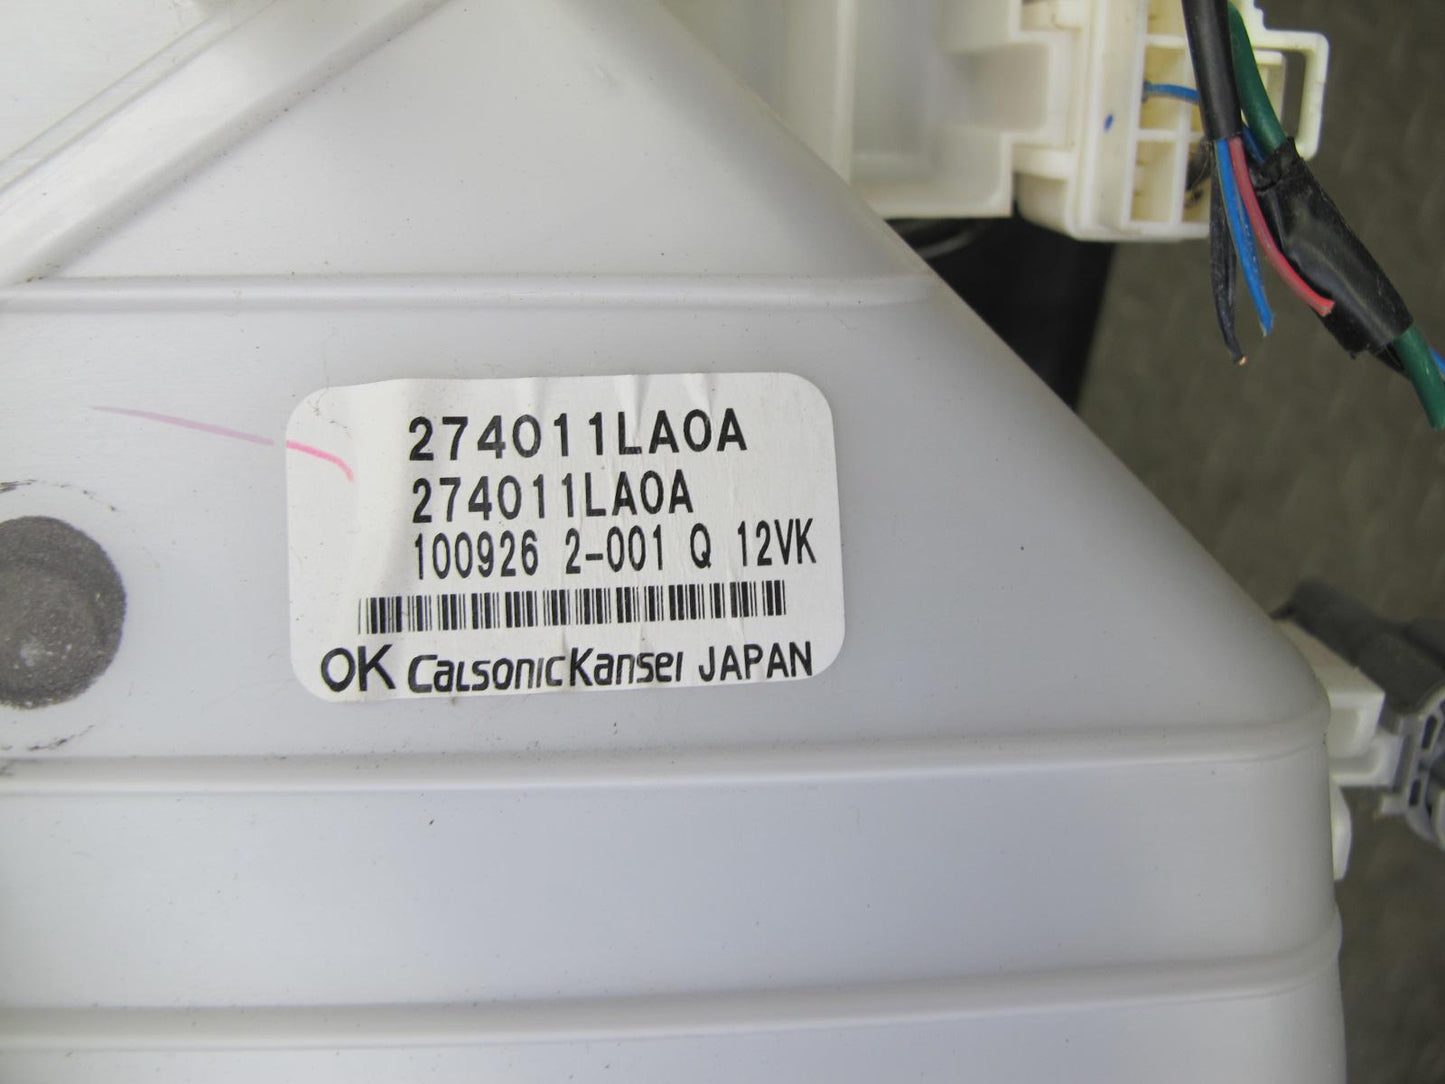 274011LA0A
274011LA0A
100926 2-001 Q 12VK
OK CalsonicKansei JAPAN